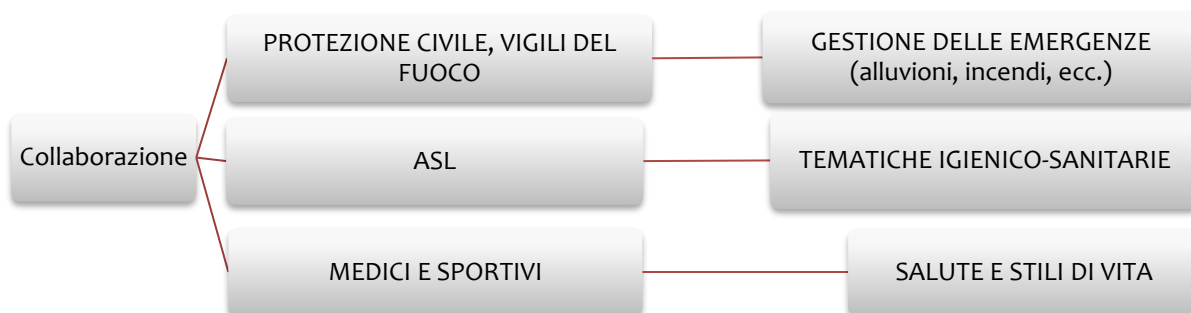 PROTEZIONE CIVILE, VIGILI DEL
FUOCO
GESTIONE DELLE EMERGENZE
(alluvioni, incendi, ecc.)
Collaborazione
ASL
TEMATICHE IGIENICO-SANITARIE
MEDICI E SPORTIVI
SALUTE E STILI DI VITA